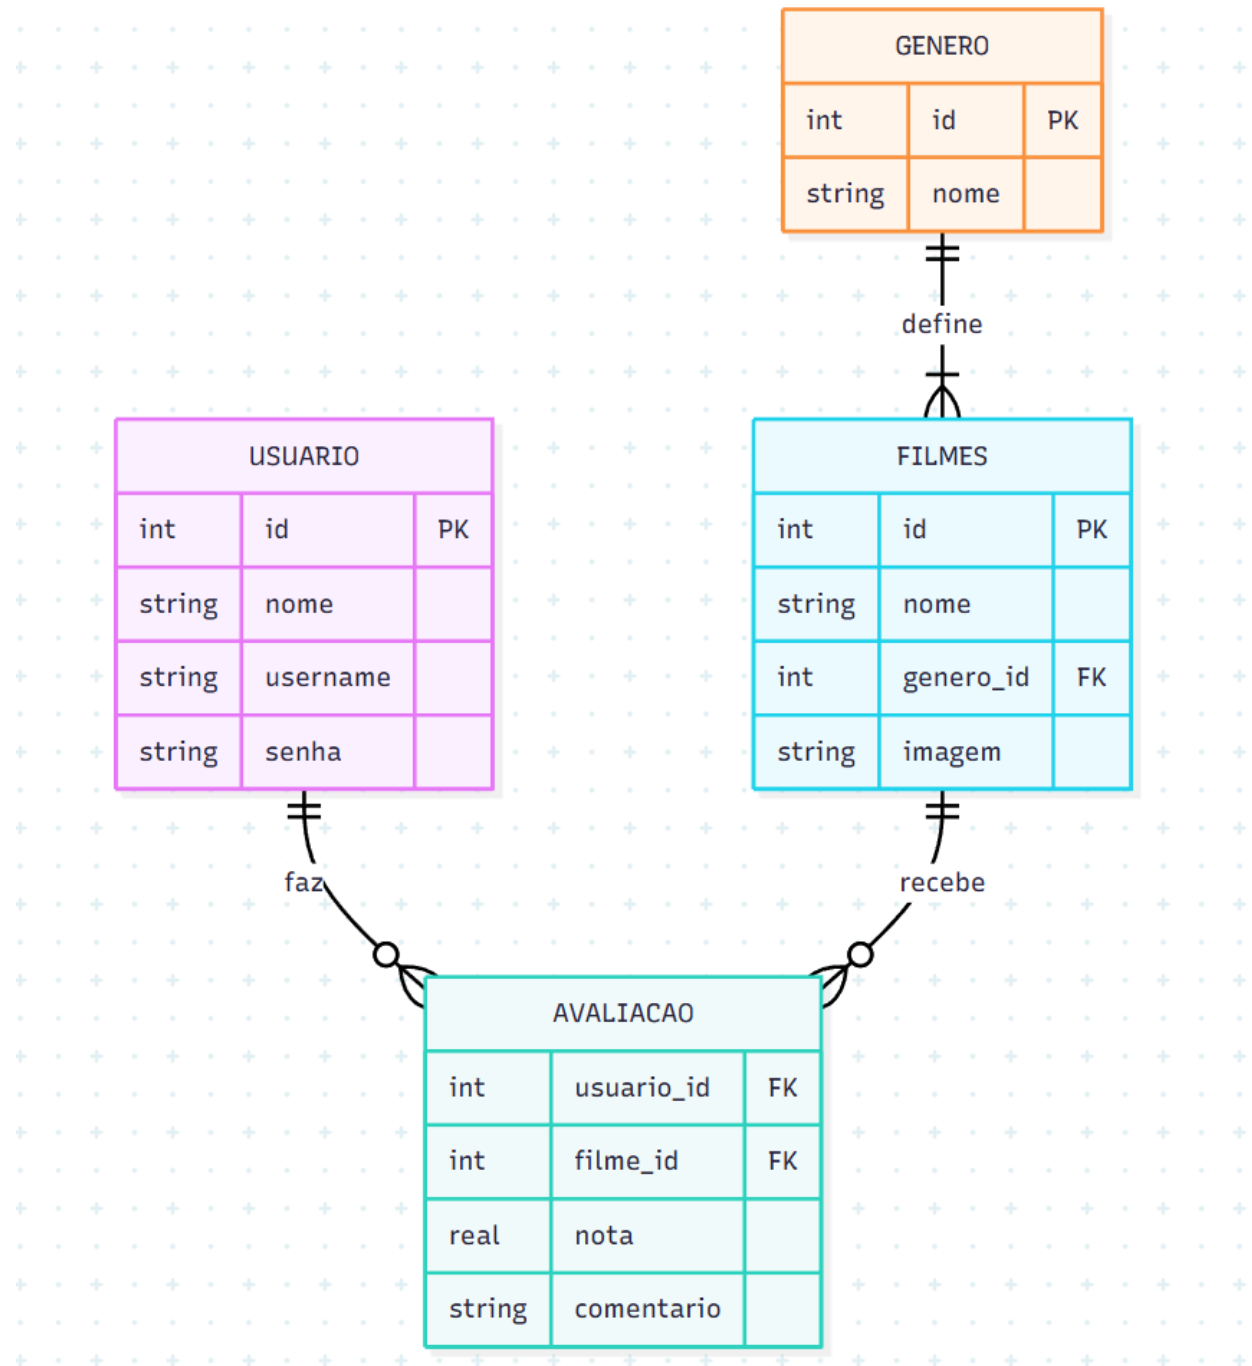 GENERO
int id PK
string nome
define
USUARIO
int id PK
string nome
string username
string senha
FILMES
int id PK
string nome
int genero_id FK
string imagem
faz
recebe
AVALIACAO
int usuario_id FK
int filme_id FK
real nota
string comentario